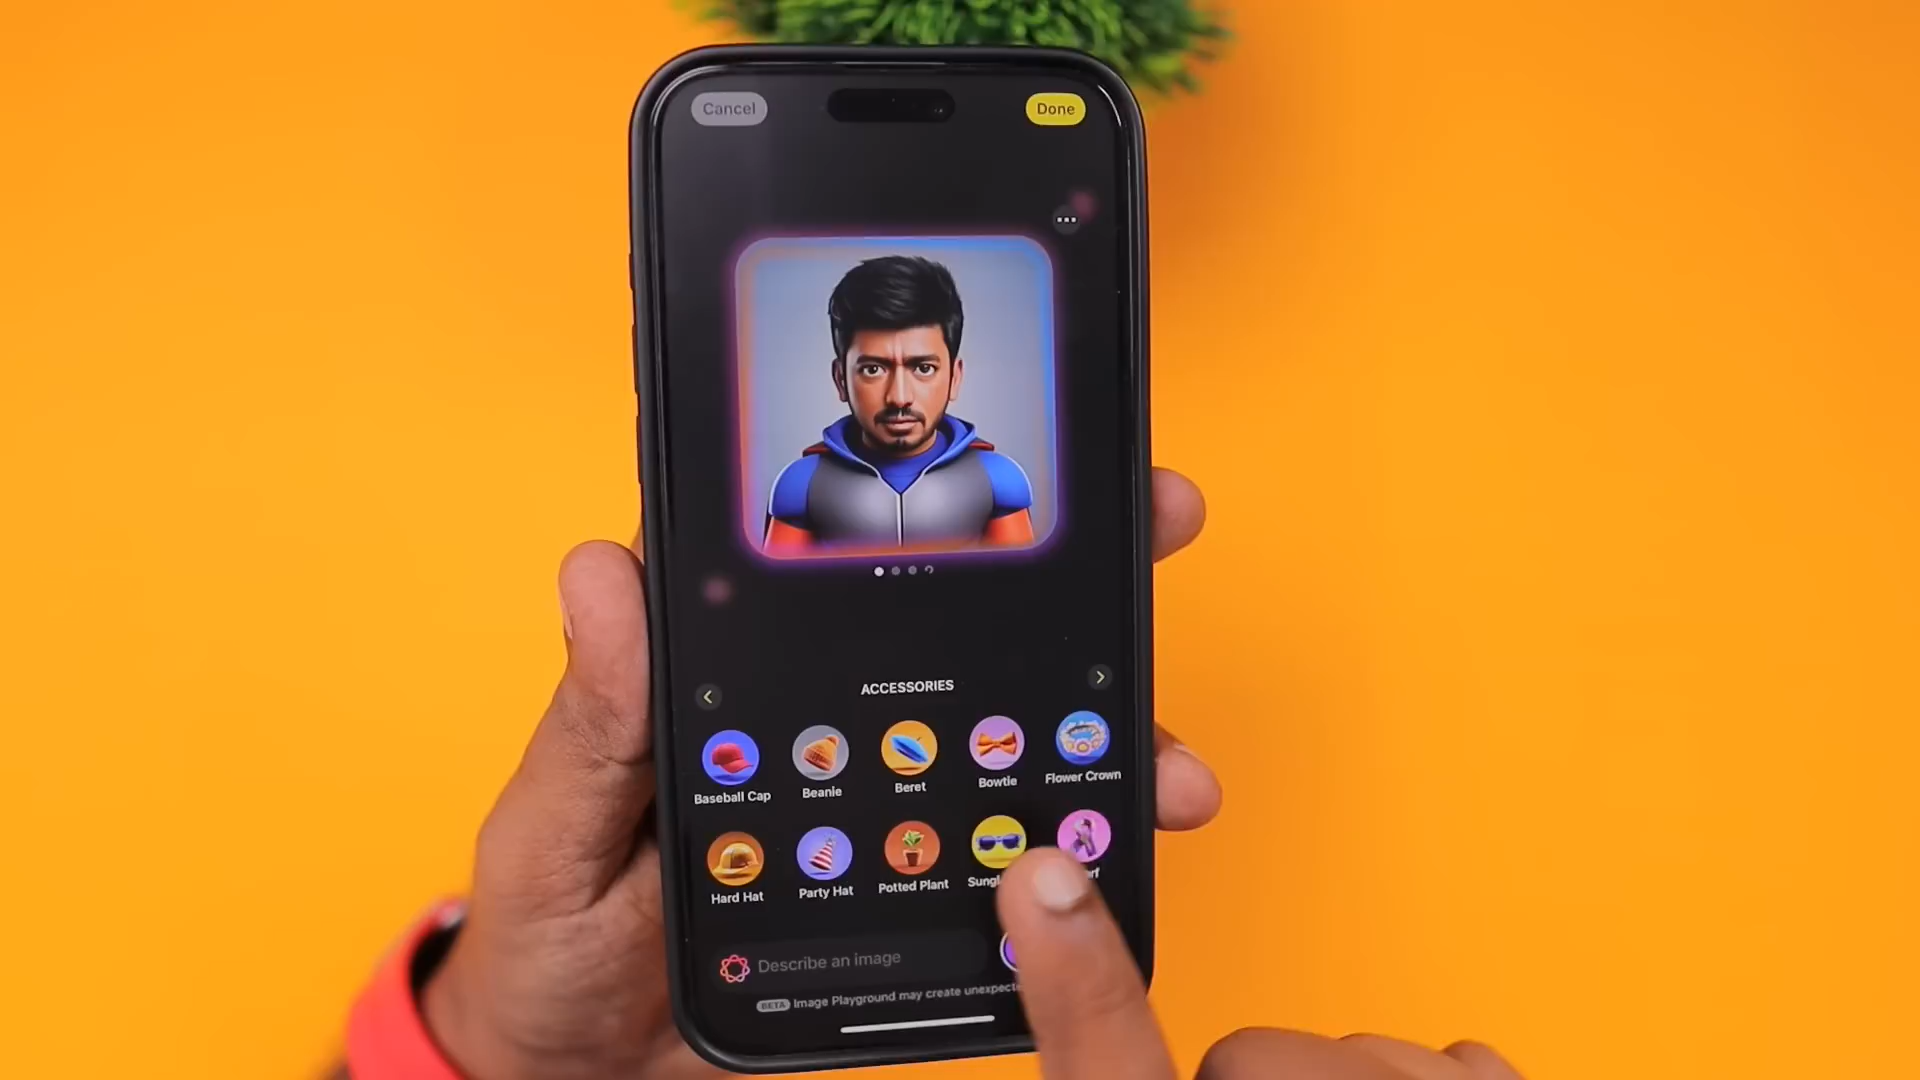 Cancel
Done
ACCESSORIES
Baseball Cap
Beanie
Beret
Bowtie
Flower Crown
Hard Hat
Party Hat
Potted Plant
Describe an image
BETA Image Playground may create